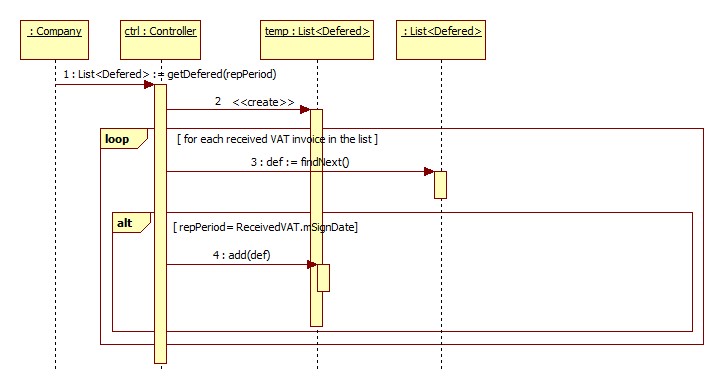 : Company
ctrl : Controller
temp : List<Defered>
: List<Defered>
1 : List<Defered> := getDefered(repPeriod)
2 <<create>>
loop
[ for each received VAT invoice in the list ]
3 : def := findNext()
alt
[ repPeriod= ReceivedVAT.mSignDate]
4 : add(def)